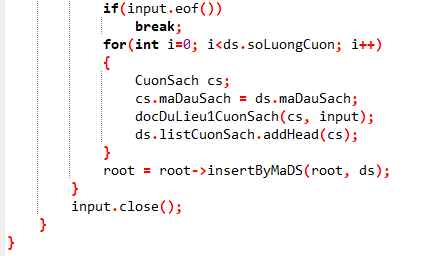 if(input.eof())
break;
for(int i=0; i<ds.soLuongCuon; i++)
{
CuonSach cs;
cs.maDauSach = ds.maDauSach;
docDuLieu1CuonSach(cs, input);
ds.listCuonSach.addHead(cs);
}
root = root->insertByMaDS(root, ds);
}
input.close();
}
}